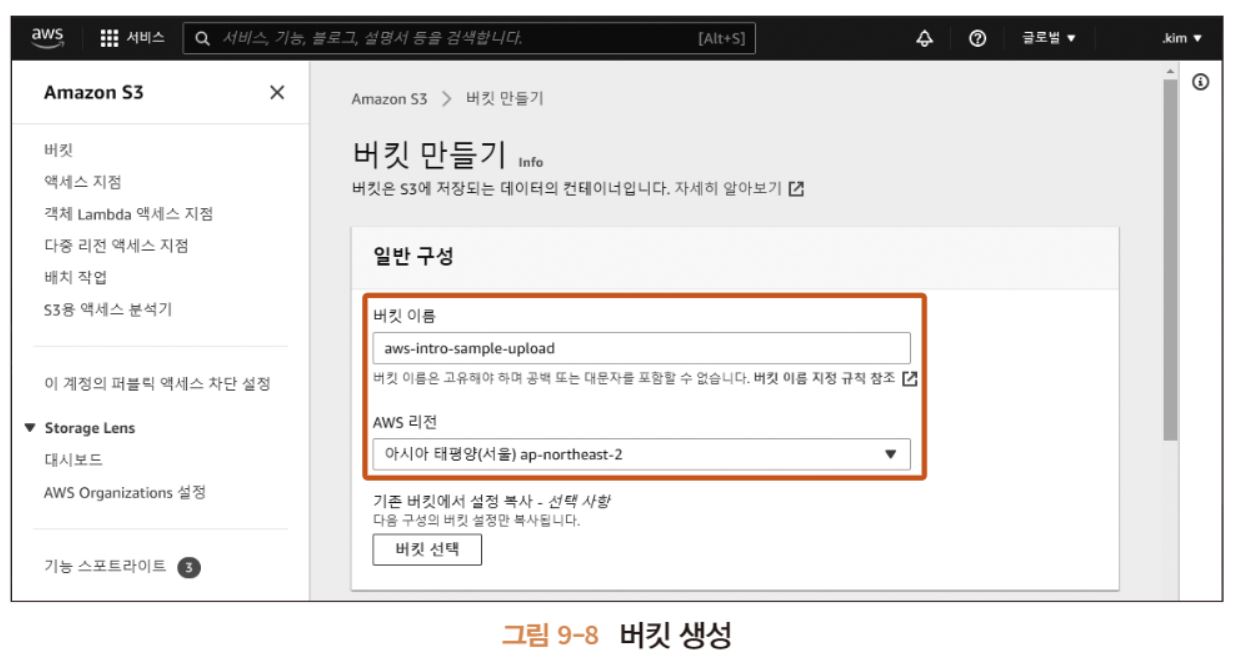 aws 서비스 서비스, 기능, 블로그, 설명서 등을 검색합니다. [Alt+S] 글로벌 ▼ .kim ▼
Amazon S3 ×
버킷
액세스 지점
객체 Lambda 액세스 지점
다중 리전 액세스 지점
배치 작업
S3용 액세스 분석기
이 계정의 퍼블릭 액세스 차단 설정
▼ Storage Lens
대시보드
AWS Organizations 설정
기능 스포트라이트 3
Amazon S3 > 버킷 만들기
버킷 만들기 Info
버킷은 S3에 저장되는 데이터의 컨테이너입니다. 자세히 알아보기
일반 구성
버킷 이름
aws-intro-sample-upload
버킷 이름은 고유해야 하며 공백 또는 대문자를 포함할 수 없습니다. 버킷 이름 지정 규칙 참조
AWS 리전
아시아 태평양(서울) ap-northeast-2 ▼
기존 버킷에서 설정 복사 - 선택 사항
다음 구성의 버킷 설정만 복사됩니다.
버킷 선택
그림 9-8 버킷 생성